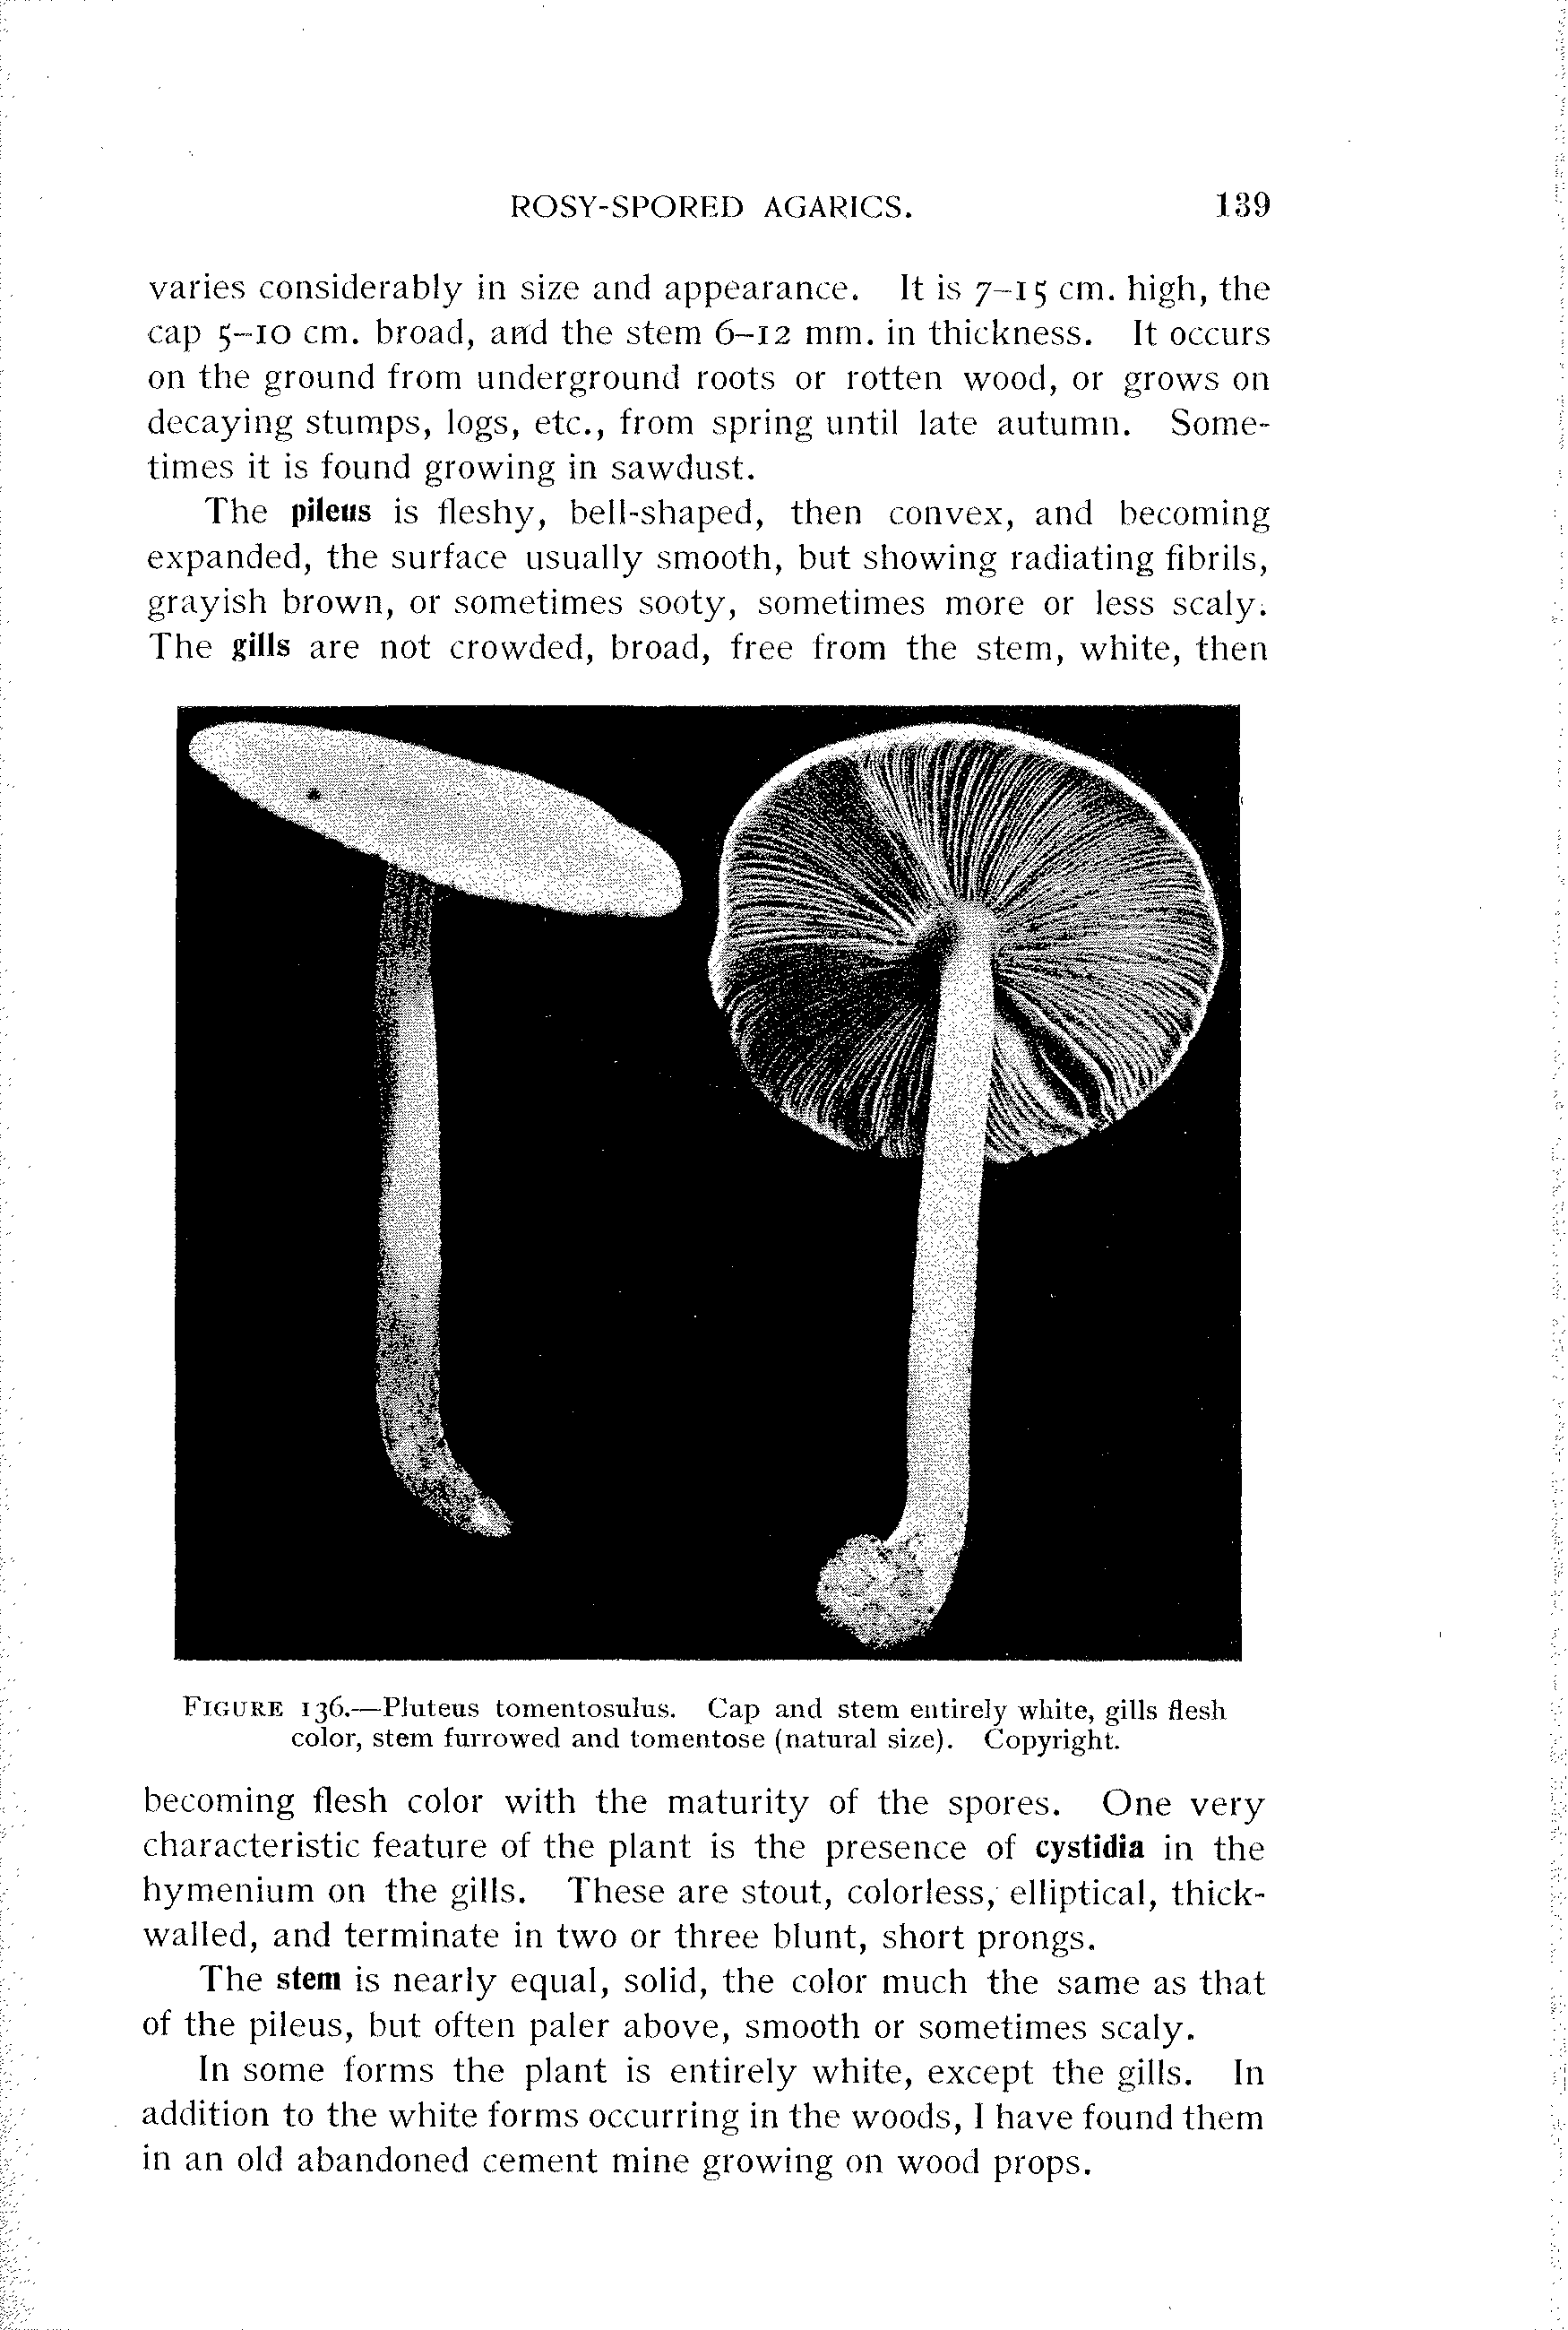 ROSY-SPORED AGARICS. 139
varies considerably in size and appearance. It is 7–15 cm. high, the
cap 5–10 cm. broad, and the stem 6–12 mm. in thickness. It occurs
on the ground from underground roots or rotten wood, or grows on
decaying stumps, logs, etc., from spring until late autumn. Some-
times it is found growing in sawdust.
The pileus is fleshy, bell-shaped, then convex, and becoming
expanded, the surface usually smooth, but showing radiating fibrils,
grayish brown, or sometimes sooty, sometimes more or less scaly.
The gills are not crowded, broad, free from the stem, white, then
FIGURE 136.—Pluteus tomentosulus. Cap and stem entirely white, gills flesh
color, stem furrowed and tomentose (natural size). Copyright.
becoming flesh color with the maturity of the spores. One very
characteristic feature of the plant is the presence of cystidia in the
hymenium on the gills. These are stout, colorless, elliptical, thick-
walled, and terminate in two or three blunt, short prongs.
The stem is nearly equal, solid, the color much the same as that
of the pileus, but often paler above, smooth or sometimes scaly.
In some forms the plant is entirely white, except the gills. In
addition to the white forms occurring in the woods, I have found them
in an old abandoned cement mine growing on wood props.